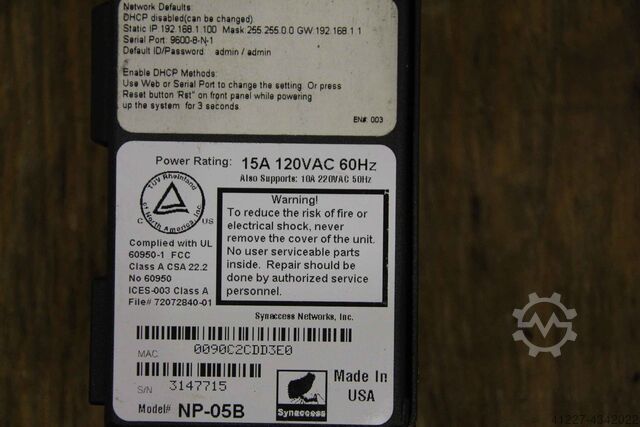 Network Defaults:
DHCP disabled(can be changed)
Static IP 192.168.1.100 Mask 255.255.0.0 GW 192.168.1.1
Serial Port: 9600-8-N-1
Default ID/Password: admin / admin
Enable DHCP Methods:
Use Web or Serial Port to change the setting. Or press
Reset button 'Rst" on front panel while powering
up the system for 3 seconds.
EN#: 003
Power Rating: 15A 120VAC 60Hz
Also Supports: 10A 220VAC 50Hz
TUV Rheinland
of North America, Inc.
C US
Complied with UL
60950-1 FCC
Class A CSA 22.2
No 60950
ICES-003 Class A
File# 72072840-01
Warning!
To reduce the risk of fire or
electrical shock, never
remove the cover of the unit.
No user serviceable parts
inside. Repair should be
done by authorized service
personnel.
Synaccess Networks, Inc.
MAC 0090C2CDD3E0
S/N 3147715
Model# NP-05B
Synaccess
Made In
USA
41227-4342022